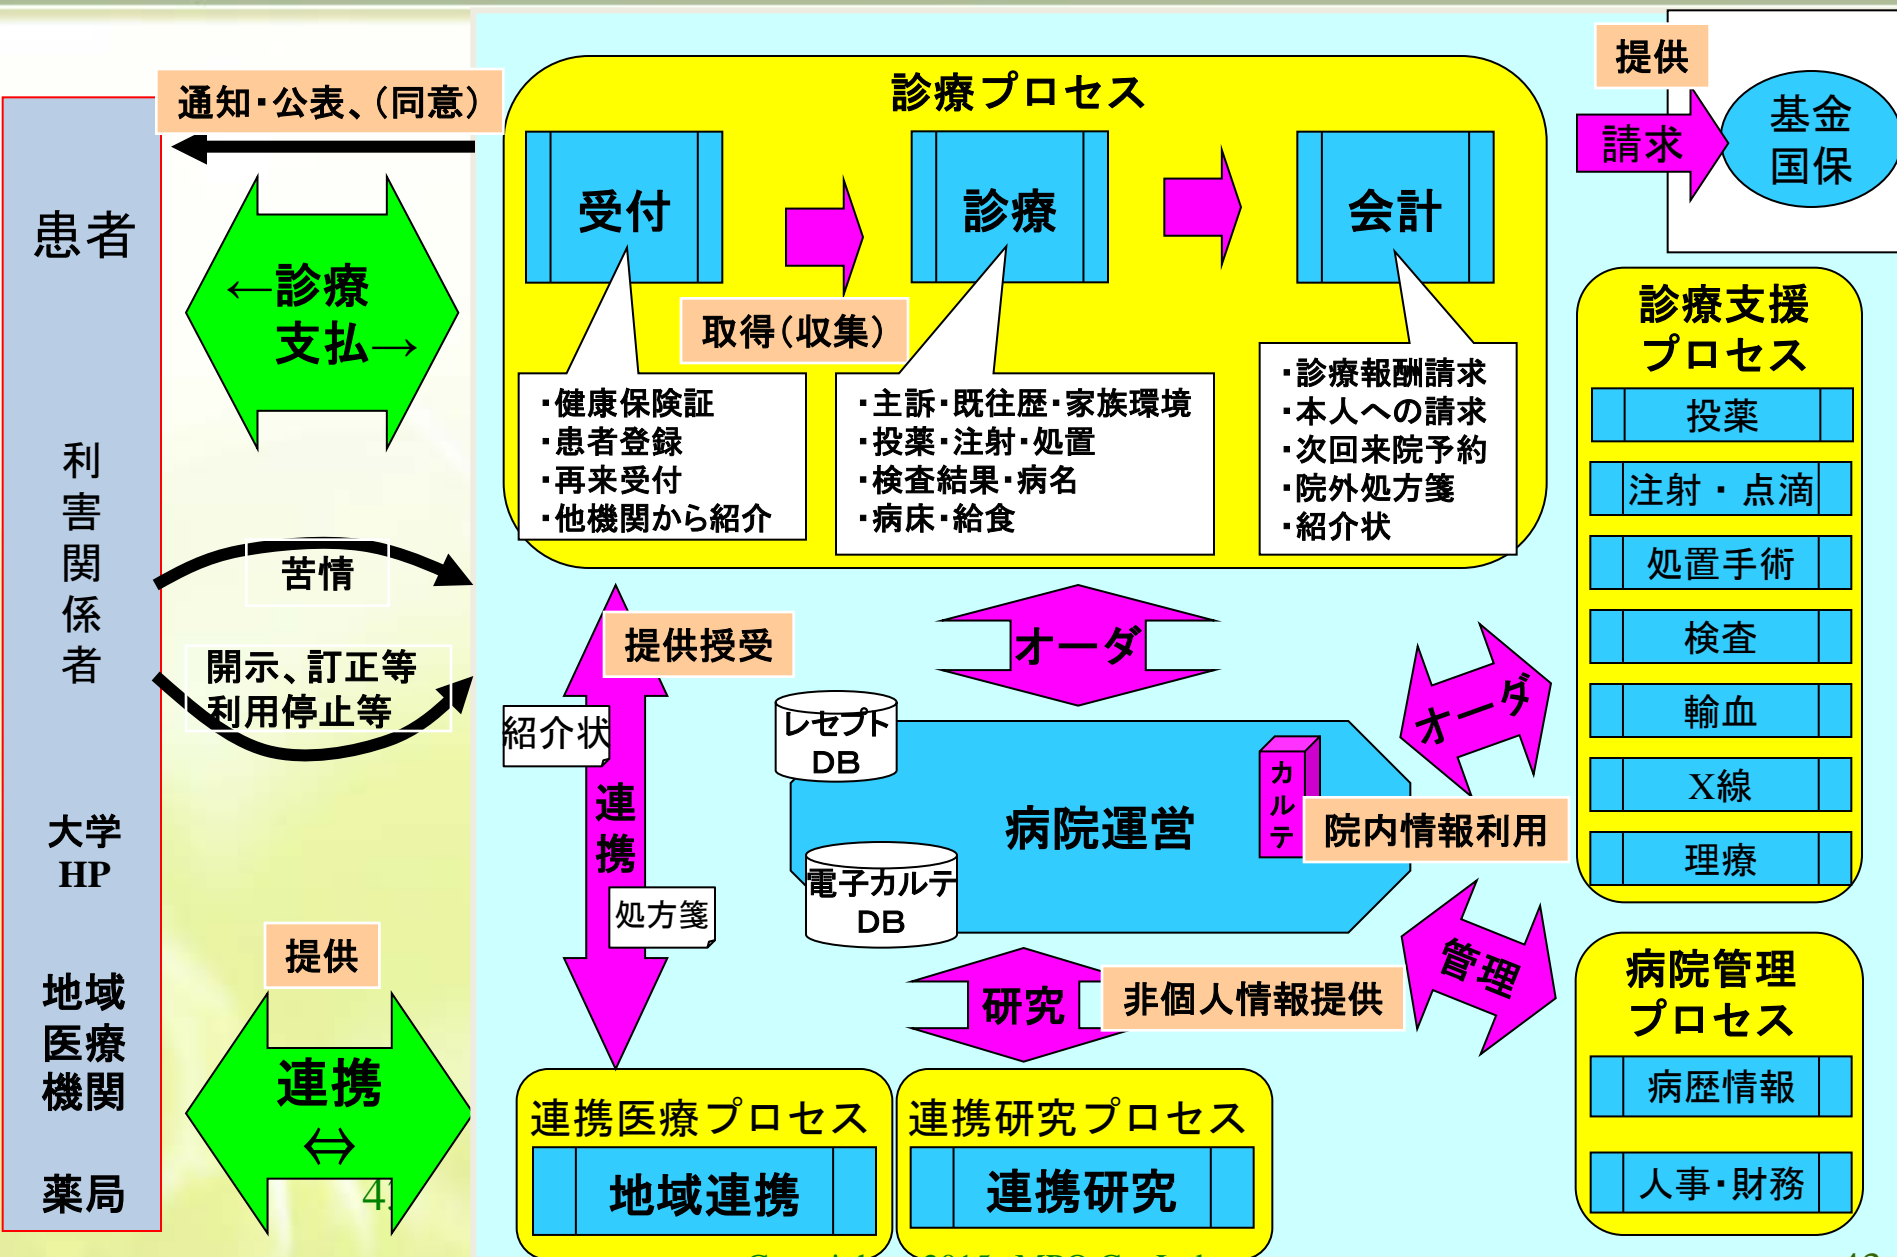 通知・公表、(同意)
患者
←診療
支払→
利
害
関
係
者
苦情
開示、訂正等
利用停止等
大学
HP
地域
医療
機関
薬局
提供
連携
⇔
診療プロセス
受付
診療
会計
取得(収集)
・健康保険証
・患者登録
・再来受付
・他機関から紹介
・主訴・既往歴・家族環境
・投薬・注射・処置
・検査結果・病名
・病床・給食
・診療報酬請求
・本人への請求
・次回来院予約
・院外処方箋
・紹介状
提供
請求
基金
国保
診療支援
プロセス
投薬
注射・点滴
処置手術
検査
輸血
X線
理療
提供授受
紹介状
連
携
処方箋
オーダ
オーダ
レセプト
DB
病院運営
カ
ル
テ
院内情報利用
電子カルテ
DB
研究
非個人情報提供
管理
病院管理
プロセス
病歴情報
人事・財務
連携医療プロセス
地域連携
連携研究プロセス
連携研究